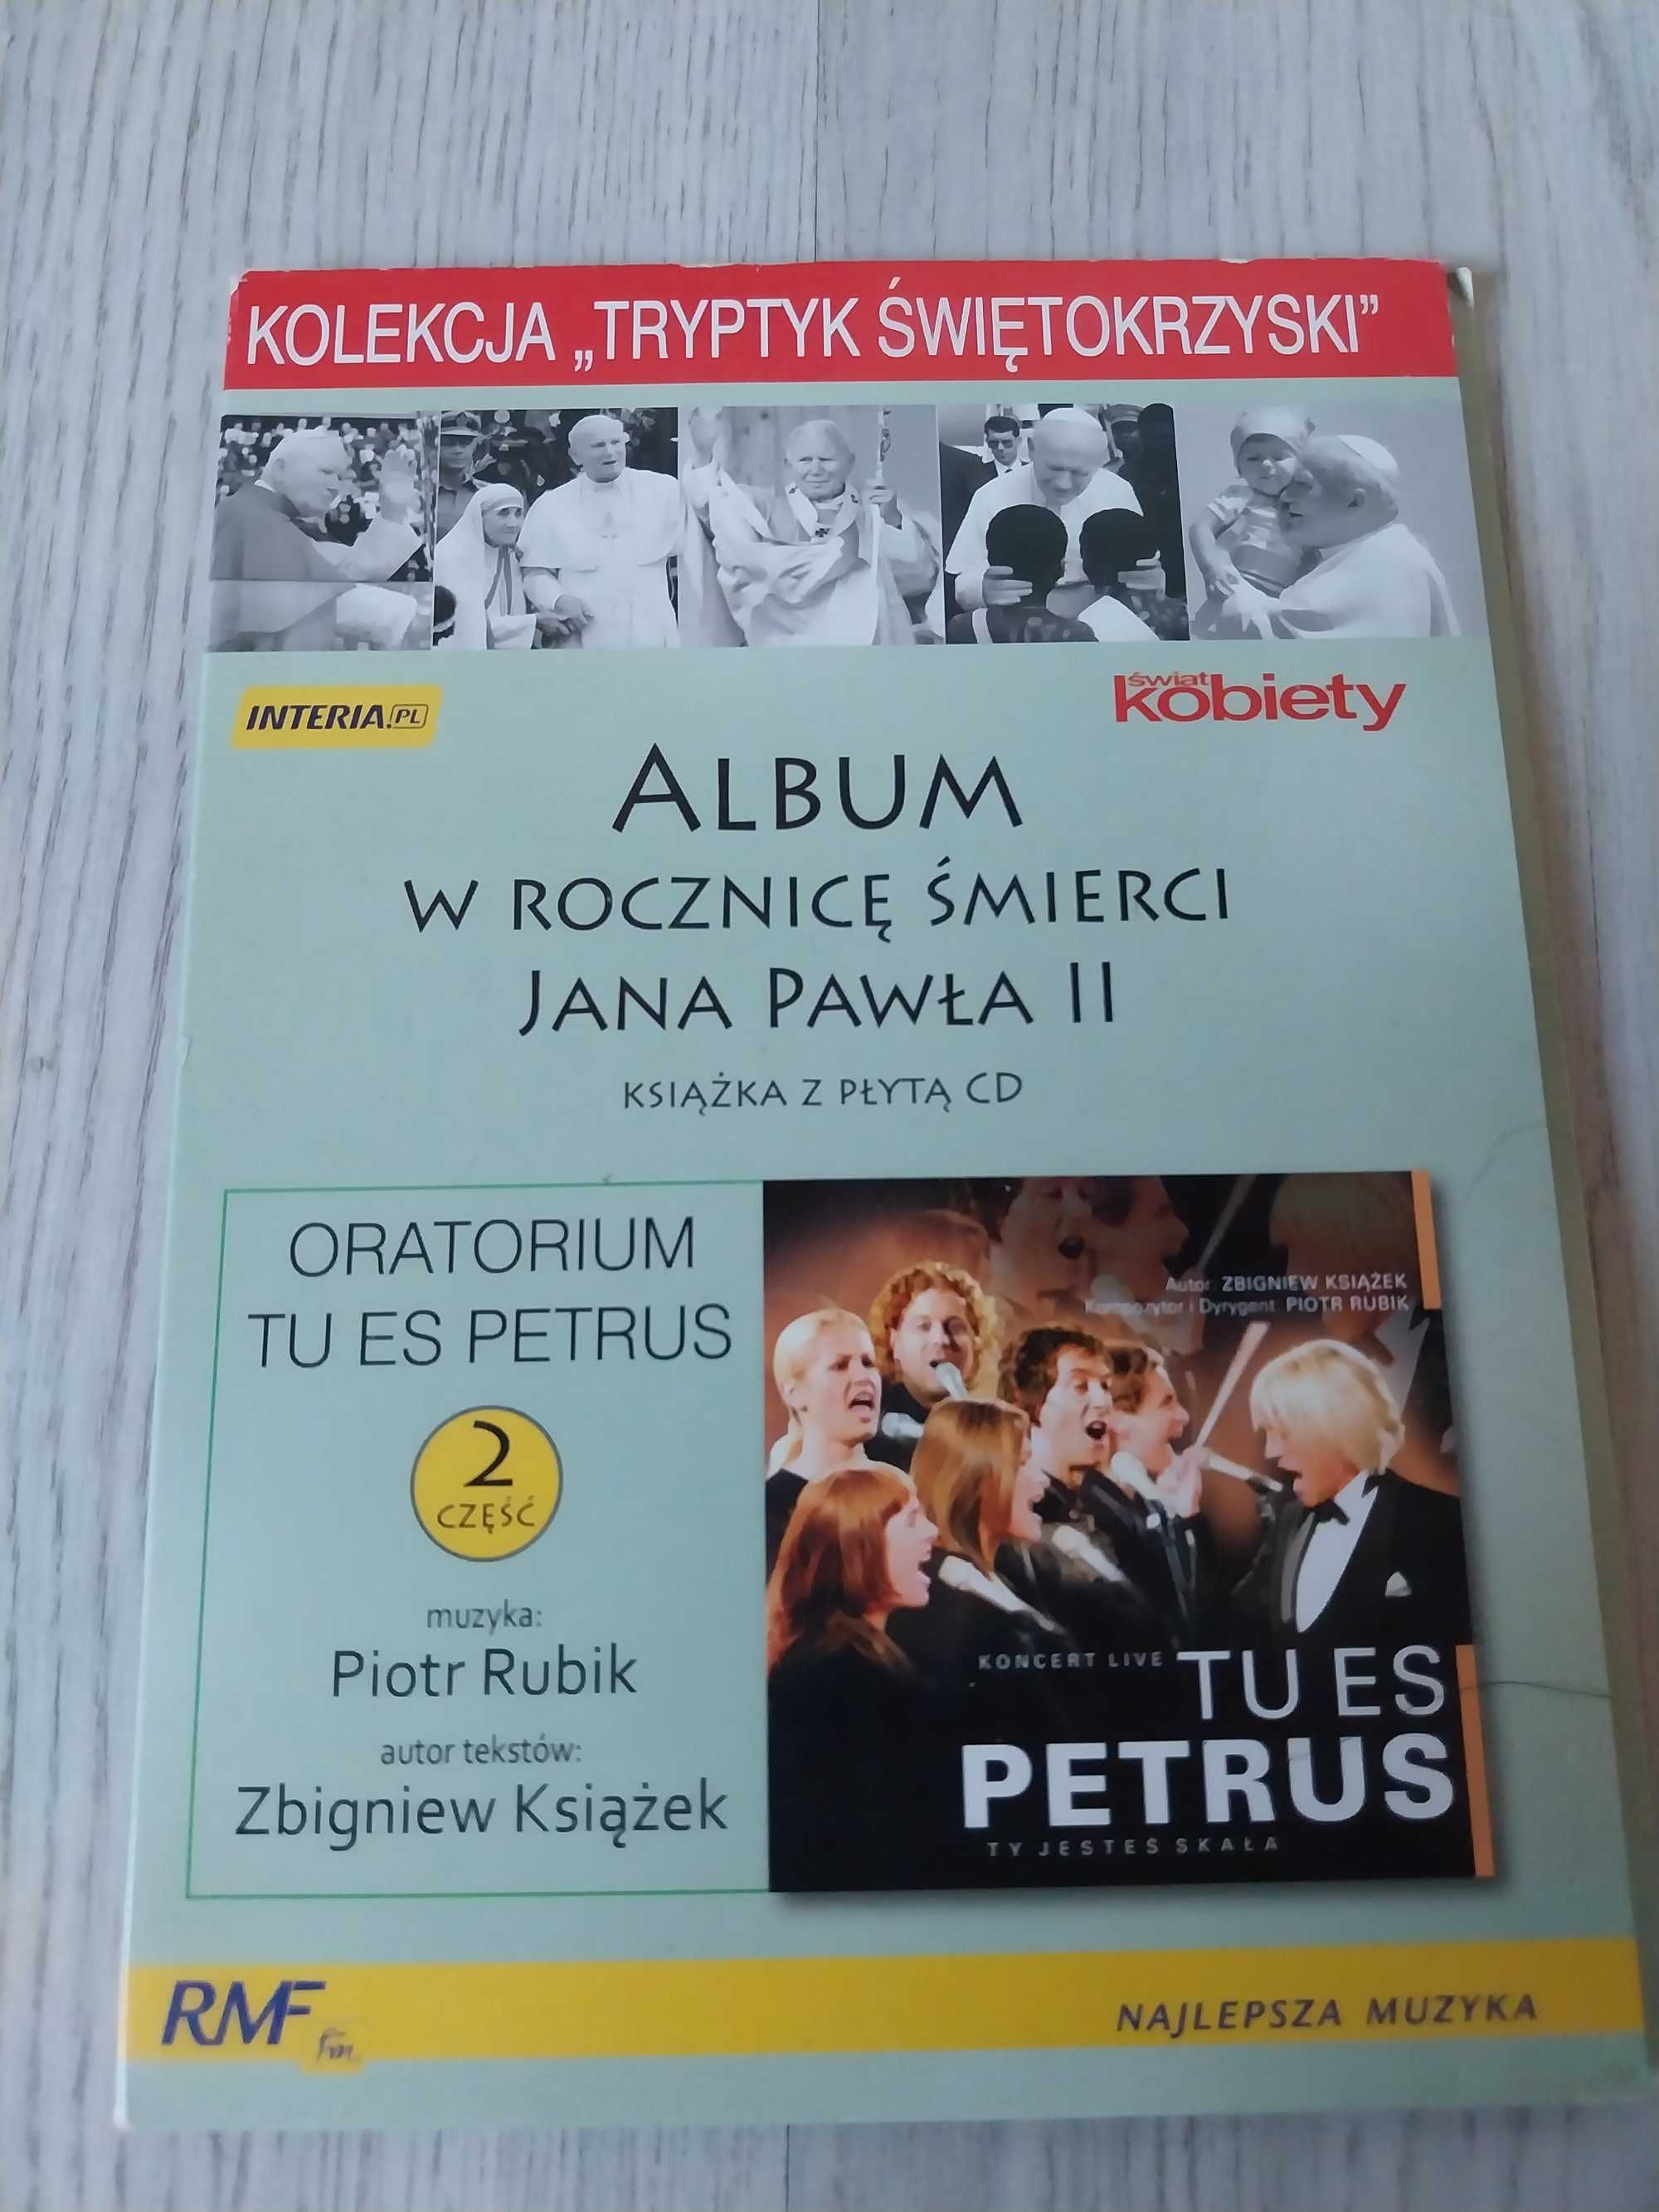 KOLEKCJA „TRYPTYK ŚWIĘTOKRZYSKI”
INTERIA.PL
świat
kobiety
ALBUM
W ROCZNICĘ ŚMIERCI
JANA PAWŁA II
KSIĄŻKA Z PŁYTĄ CD
ORATORIUM
TU ES PETRUS
2
CZĘŚĆ
muzyka:
Piotr Rubik
autor tekstów:
Zbigniew Książek
Autor ZBIGNIEW KSIĄŻEK
Kompozytor i Dyrygent PIOTR RUBIK
KONCERT LIVE TU ES
PETRUS
TY JESTEŚ SKAŁA
RMF fm
NAJLEPSZA MUZYKA